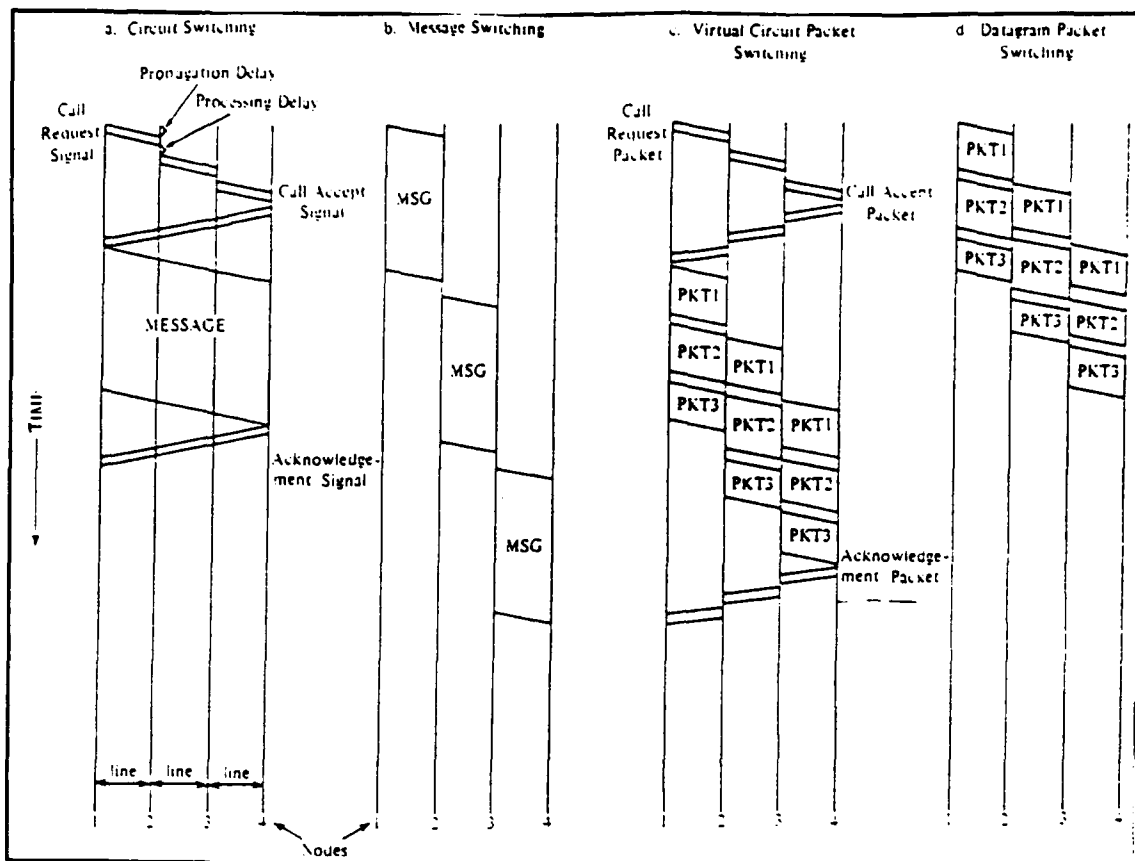 a. Circuit Switching
b. Message Switching
c. Virtual Circuit Packet
Switching
d. Datagram Packet
Switching
Propagation Delay
Processing Delay
Call
Request
Signal
Call Accept
Signal
MESSAGE
Acknowledge-
ment Signal
TIME
line
line
line
1
2
3
4
Nodes
MSG
MSG
MSG
1
2
3
4
Call
Request
Packet
Call Accept
Packet
PKT1
PKT2
PKT1
PKT3
PKT2
PKT1
PKT3
PKT2
PKT3
Acknowledge-
ment Packet
1
2
3
4
PKT1
PKT2
PKT1
PKT3
PKT2
PKT1
PKT3
PKT2
PKT3
1
2
3
4